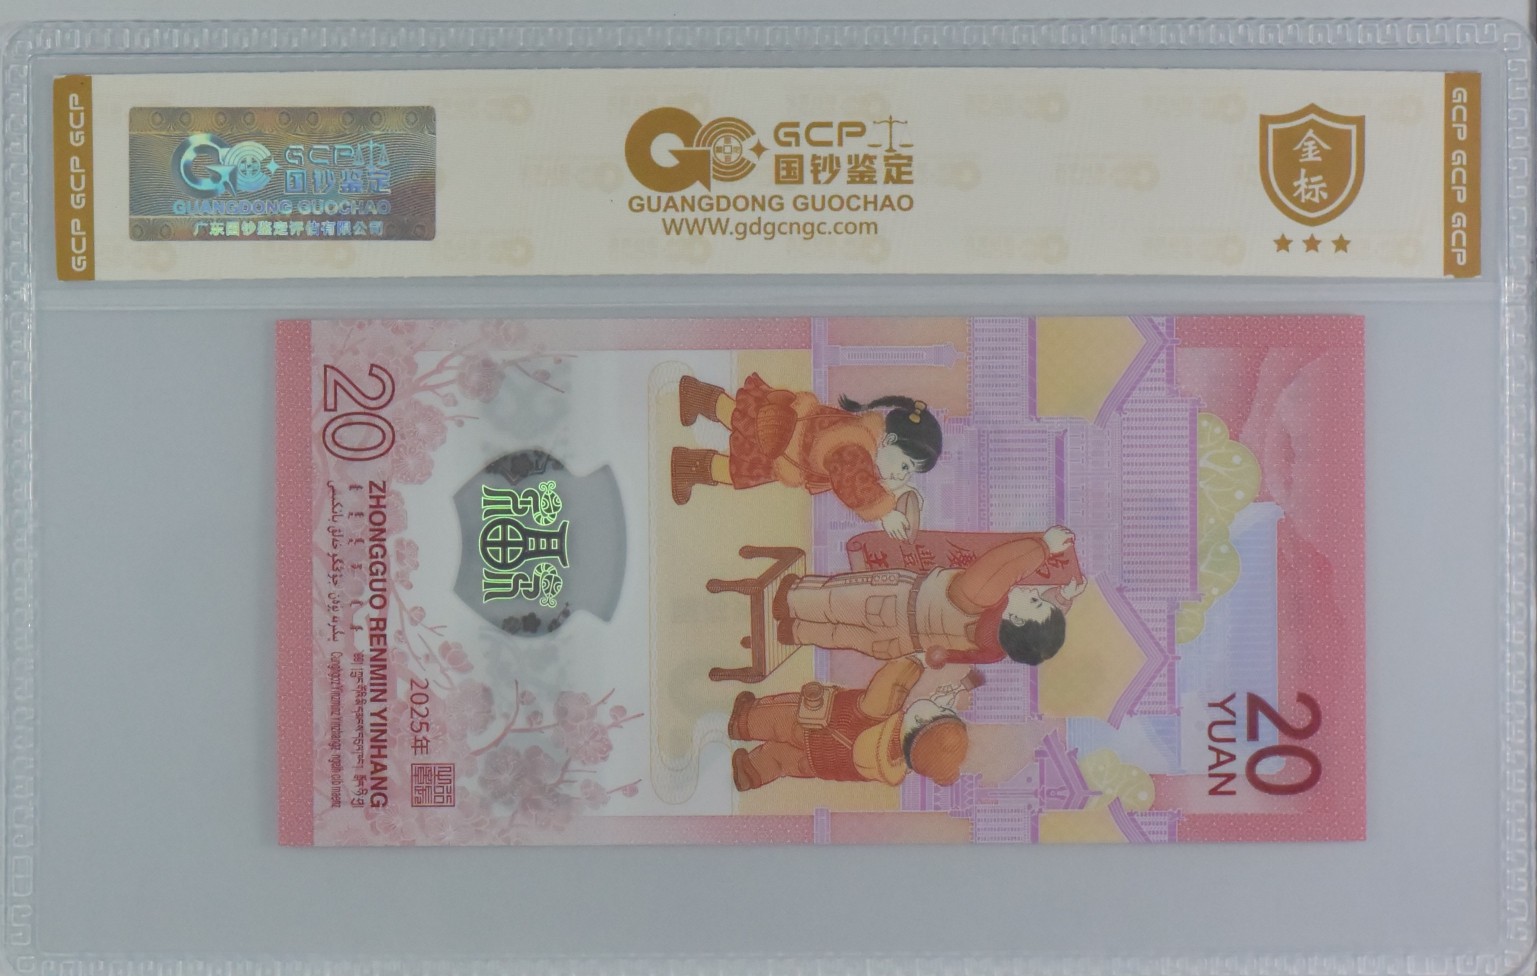 GCP GCP GCP
GCP
国钞鉴定
GUANGDONG GUOCHAO
广东国钞鉴定评估有限公司
GCP
国钞鉴定
GUANGDONG GUOCHAO
WWW.gdgcngc.com
金标
GCP GCP GCP
20
ZHONGGUO RENMIN YINHANG
2025年
20
YUAN